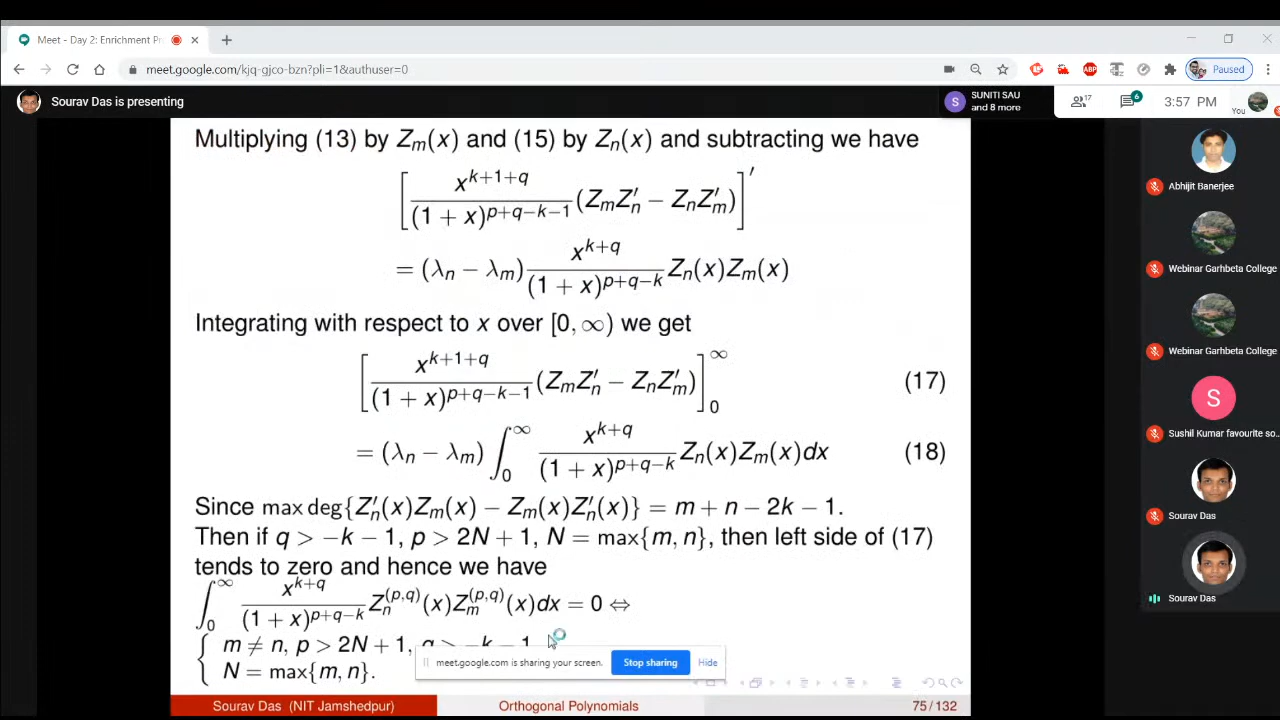 Meet - Day 2: Enrichment Pr
meet.google.com/kjq-gjco-bzn?pli=1&authuser=0
ABP
Paused
Sourav Das is presenting
S
SUNITI SAU
and 8 more
17
6
3:57 PM
You
Multiplying (13) by Z_m(x) and (15) by Z_n(x) and subtracting we have
[ x^{k+1+q} / (1 + x)^{p+q−k−1} (Z_m Z′_n − Z_n Z′_m) ]′
= (λ_n − λ_m) x^{k+q} / (1 + x)^{p+q−k} Z_n(x)Z_m(x)
Integrating with respect to x over [0, ∞) we get
[ x^{k+1+q} / (1 + x)^{p+q−k−1} (Z_m Z′_n − Z_n Z′_m) ]_0^∞ (17)
= (λ_n − λ_m) ∫_0^∞ x^{k+q} / (1 + x)^{p+q−k} Z_n(x)Z_m(x)dx (18)
Since max deg{Z′_n(x)Z_m(x) − Z_m(x)Z′_n(x)} = m + n − 2k − 1.
Then if q > −k − 1, p > 2N + 1, N = max{m, n}, then left side of (17)
tends to zero and hence we have
∫_0^∞ x^{k+q} / (1 + x)^{p+q−k} Z_n^{(p,q)}(x)Z_m^{(p,q)}(x)dx = 0 ⇔
{ m ≠ n, p > 2N + 1, q > −k − 1
N = max{m, n}.
meet.google.com is sharing your screen.
Stop sharing
Hide
Sourav Das (NIT Jamshedpur)
Orthogonal Polynomials
75 / 132
Abhijit Banerjee
Webinar Garhbeta College
Webinar Garhbeta College
S
Sushil Kumar favourite so...
Sourav Das
Sourav Das